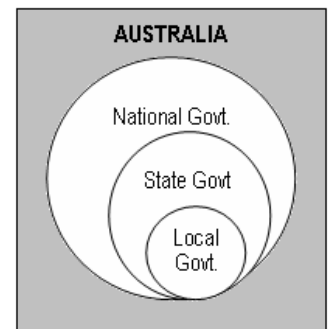 AUSTRALIA
National Govt.
State Govt
Local
Govt.